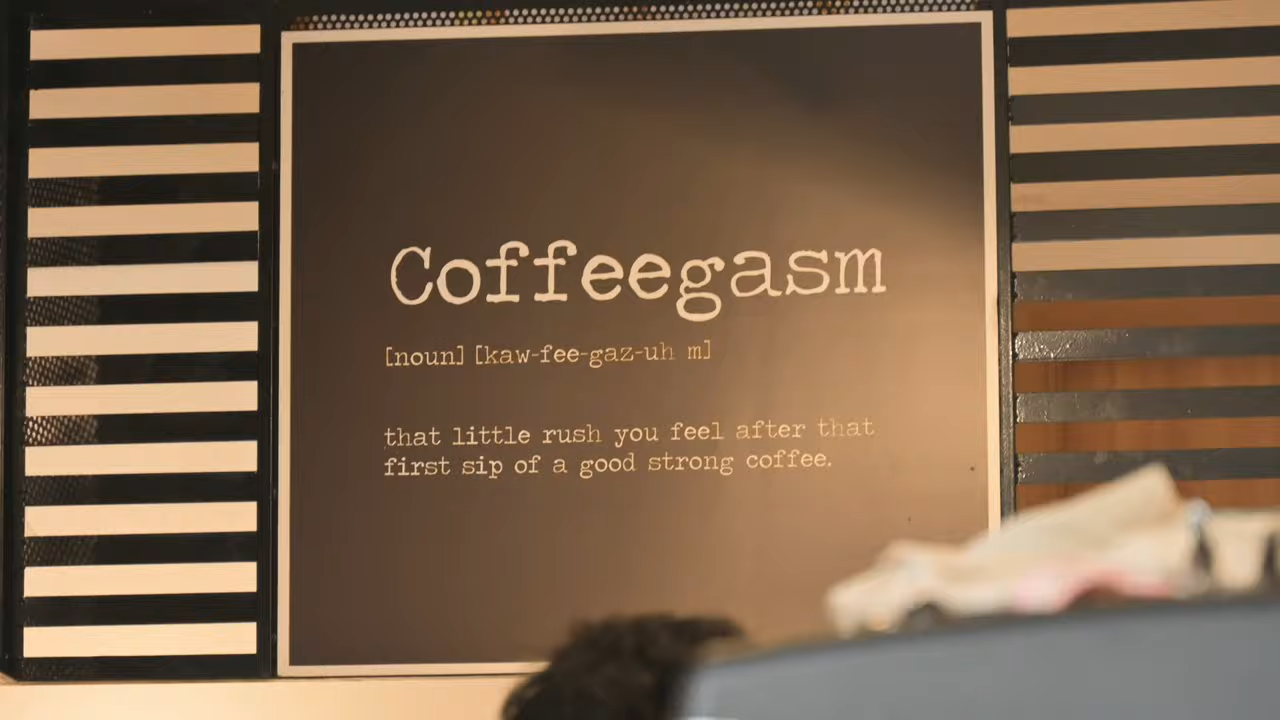 Coffeegasm
[noun] [kaw-fee-gaz-uh m]
that little rush you feel after that
first sip of a good strong coffee.